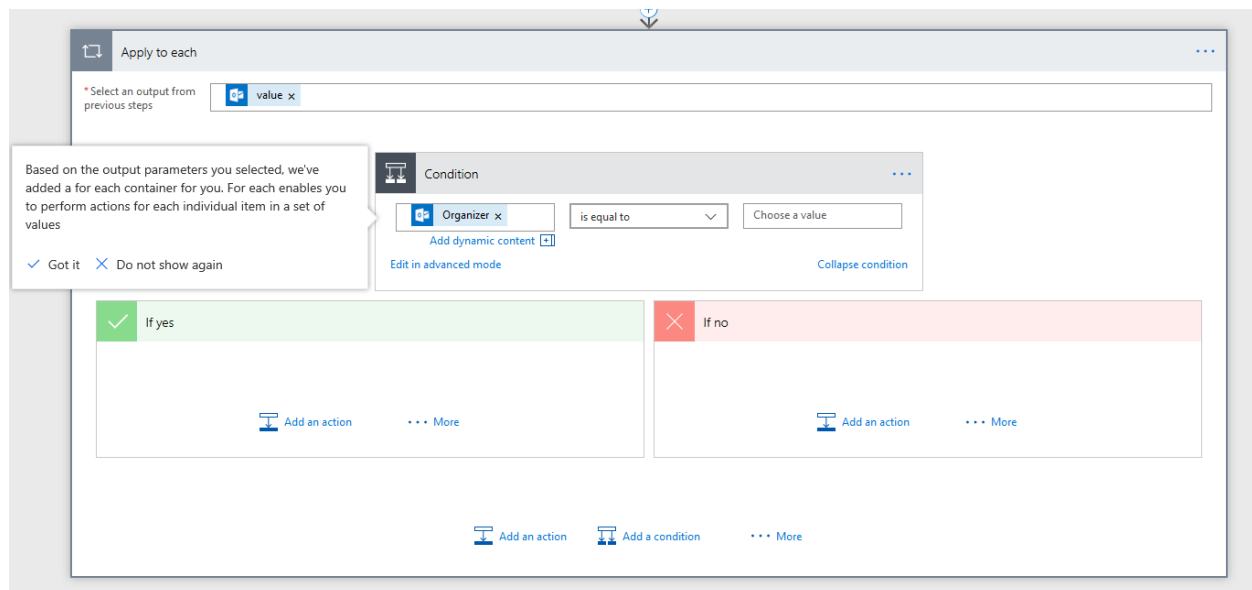 Apply to each
* Select an output from
previous steps
value x
Based on the output parameters you selected, we've
added a for each container for you. For each enables you
to perform actions for each individual item in a set of
values
Got it Do not show again
Condition
Organizer x
is equal to
Choose a value
Add dynamic content
Edit in advanced mode
Collapse condition
If yes
Add an action
More
If no
Add an action
More
Add an action
Add a condition
More